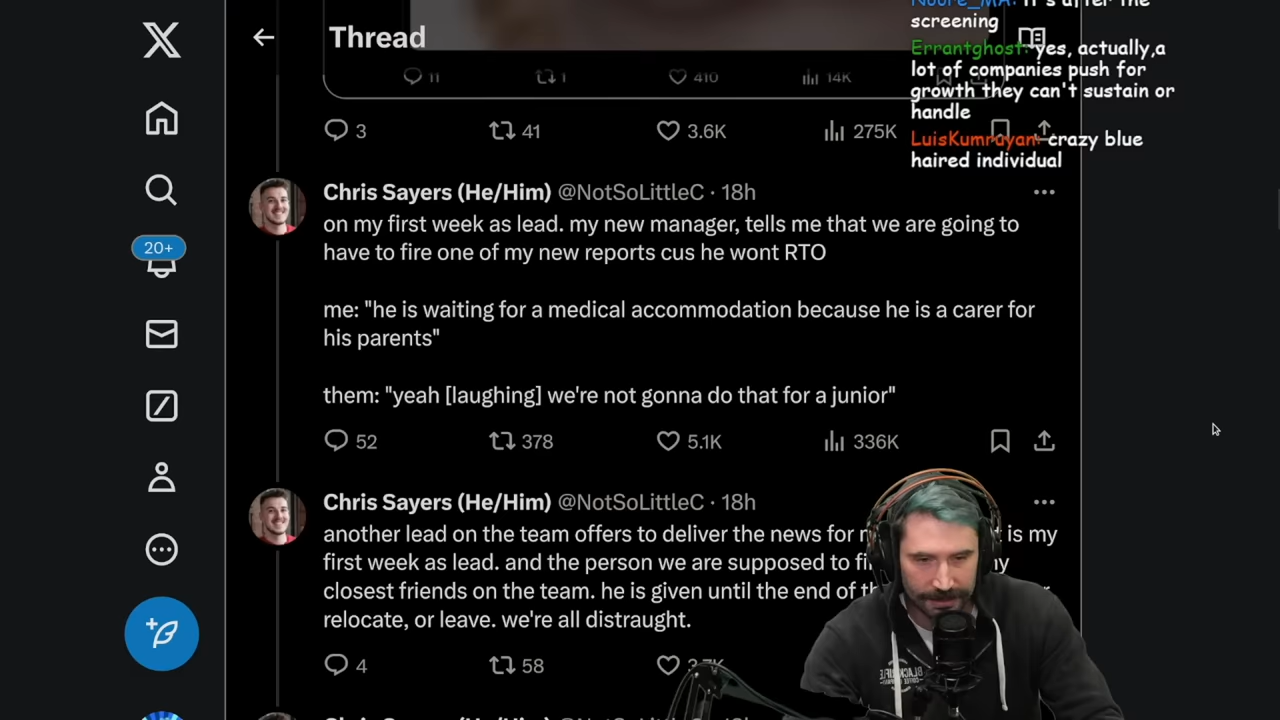 Thread
11
1
410
14K
screening
Errantghost: yes, actually,a
lot of companies push for
growth they can't sustain or
handle
LuisKumruyan: crazy blue
haired individual
3
41
3.6K
275K
Chris Sayers (He/Him) @NotSoLittleC · 18h
on my first week as lead. my new manager, tells me that we are going to
have to fire one of my new reports cus he wont RTO
me: "he is waiting for a medical accommodation because he is a carer for
his parents"
them: "yeah [laughing] we're not gonna do that for a junior"
52
378
5.1K
336K
20+
Chris Sayers (He/Him) @NotSoLittleC · 18h
another lead on the team offers to deliver the news for is my
first week as lead. and the person we are supposed to
closest friends on the team. he is given until the end of
relocate, or leave. we're all distraught.
4
58